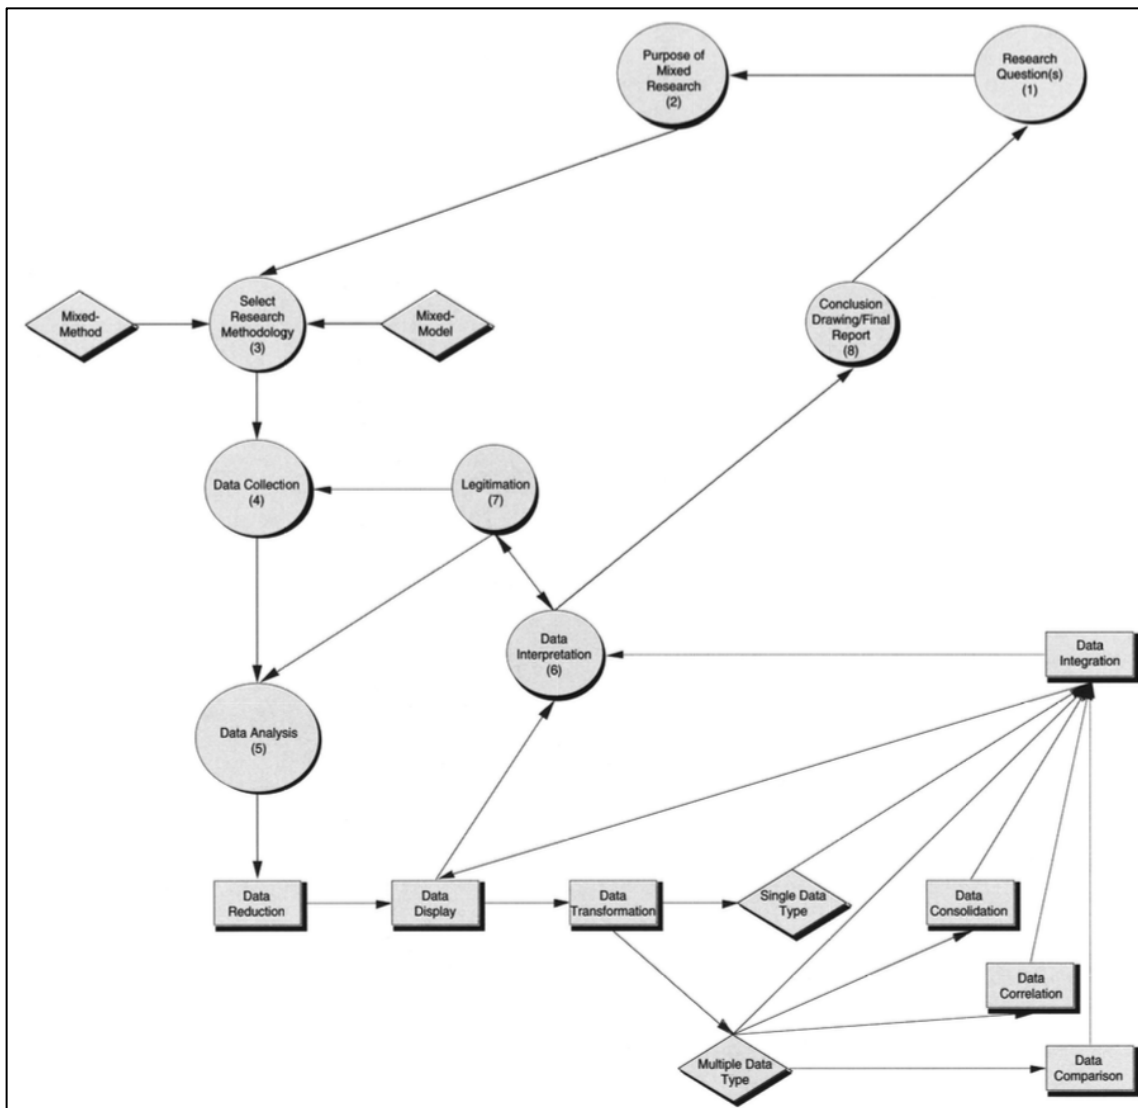 Purpose of
Mixed
Research
(2)
Research
Question(s)
(1)
Mixed-
Method
Select
Research
Methodology
(3)
Mixed-
Model
Conclusion
Drawing/Final
Report
(8)
Data Collection
(4)
Legitimation
(7)
Data
Interpretation
(6)
Data
Integration
Data Analysis
(5)
Data
Reduction
Data
Display
Data
Transformation
Single Data
Type
Data
Consolidation
Data
Correlation
Multiple Data
Type
Data
Comparison